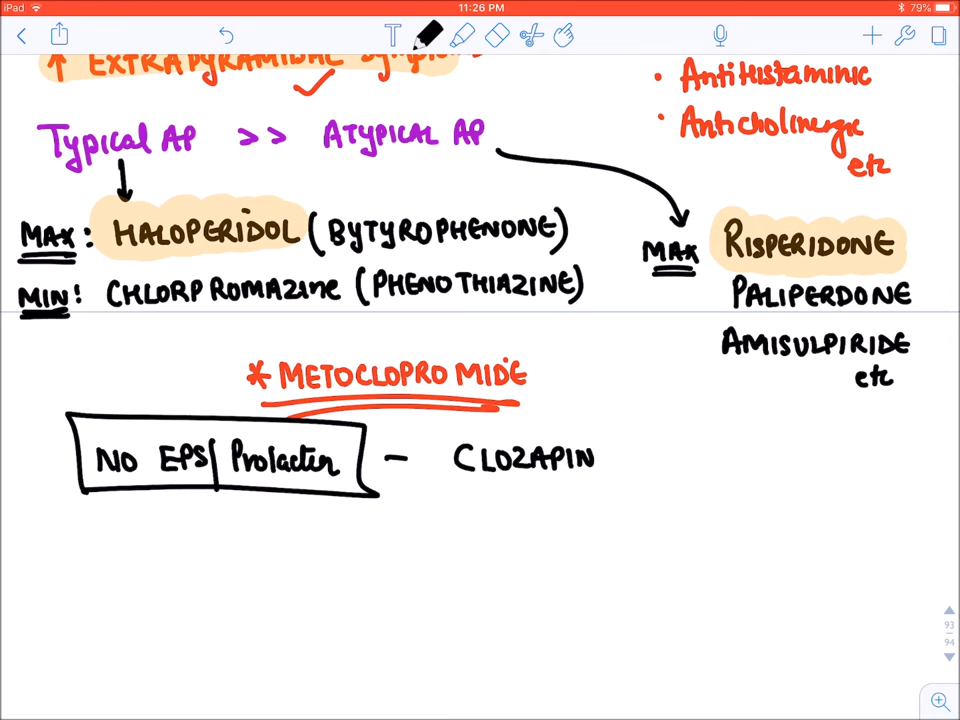 iPad 11:26 PM 79%
↑ EXTRAPYRAMIDAL Symptoms
• Antihistaminic
• Anticholinergic
etc
Typical AP >> ATYPICAL AP
MAX: HALOPERIDOL (BYTYROPHENONE)
MIN: CHLORPROMAZINE (PHENOTHIAZINE)
MAX RISPERIDONE
PALIPERDONE
AMISULPIRIDE
etc
* METOCLOPROMIDE
NO EPS/Prolactin – CLOZAPIN
93
94